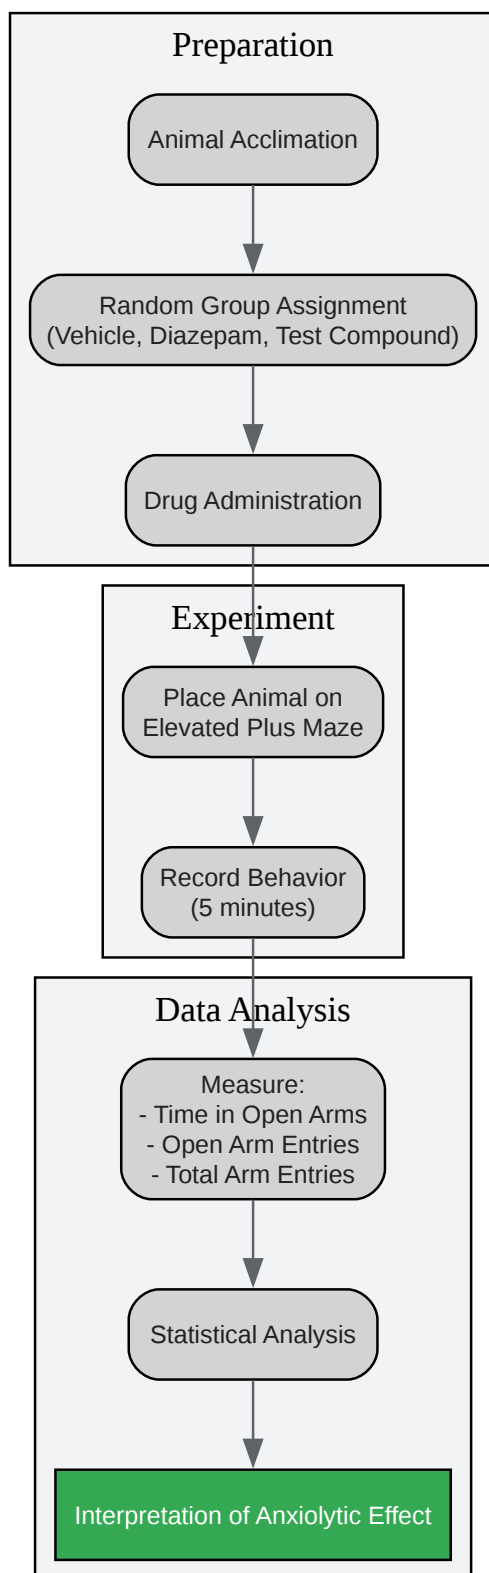 Preparation
Animal Acclimation
Random Group Assignment
(Vehicle, Diazepam, Test Compound)
Drug Administration
Experiment
Place Animal on
Elevated Plus Maze
Record Behavior
(5 minutes)
Data Analysis
Measure:
- Time in Open Arms
- Open Arm Entries
- Total Arm Entries
Statistical Analysis
Interpretation of Anxiolytic Effect